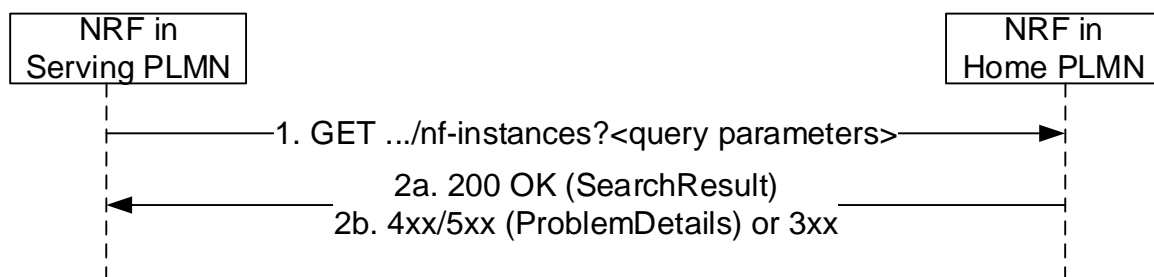 NRF in
Serving PLMN
NRF in
Home PLMN
1. GET .../nf-instances?<query parameters>
2a. 200 OK (SearchResult)
2b. 4xx/5xx (ProblemDetails) or 3xx